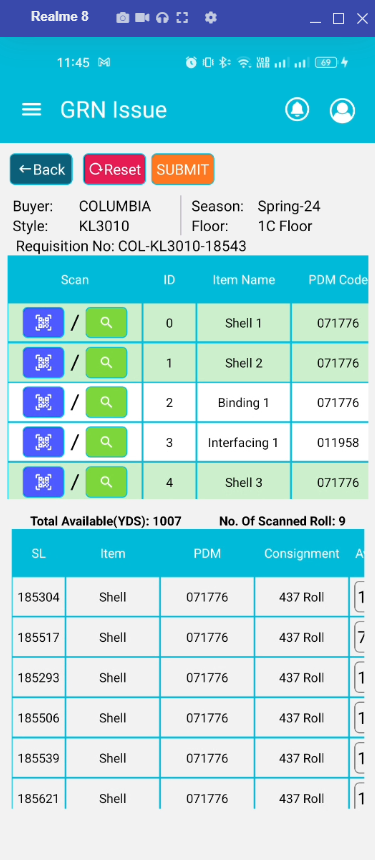 Realme 8
11:45
69
GRN Issue
←Back
Reset
SUBMIT
Buyer: COLUMBIA Season: Spring-24
Style: KL3010 Floor: 1C Floor
Requisition No: COL-KL3010-18543
Scan ID Item Name PDM Code
/ 0 Shell 1 071776
/ 1 Shell 2 071776
/ 2 Binding 1 071776
/ 3 Interfacing 1 011958
/ 4 Shell 3 071776
Total Available(YDS): 1007 No. Of Scanned Roll: 9
SL Item PDM Consignment A
185304 Shell 071776 437 Roll 1
185517 Shell 071776 437 Roll 7
185293 Shell 071776 437 Roll 1
185506 Shell 071776 437 Roll 1
185539 Shell 071776 437 Roll 1
185621 Shell 071776 437 Roll 1